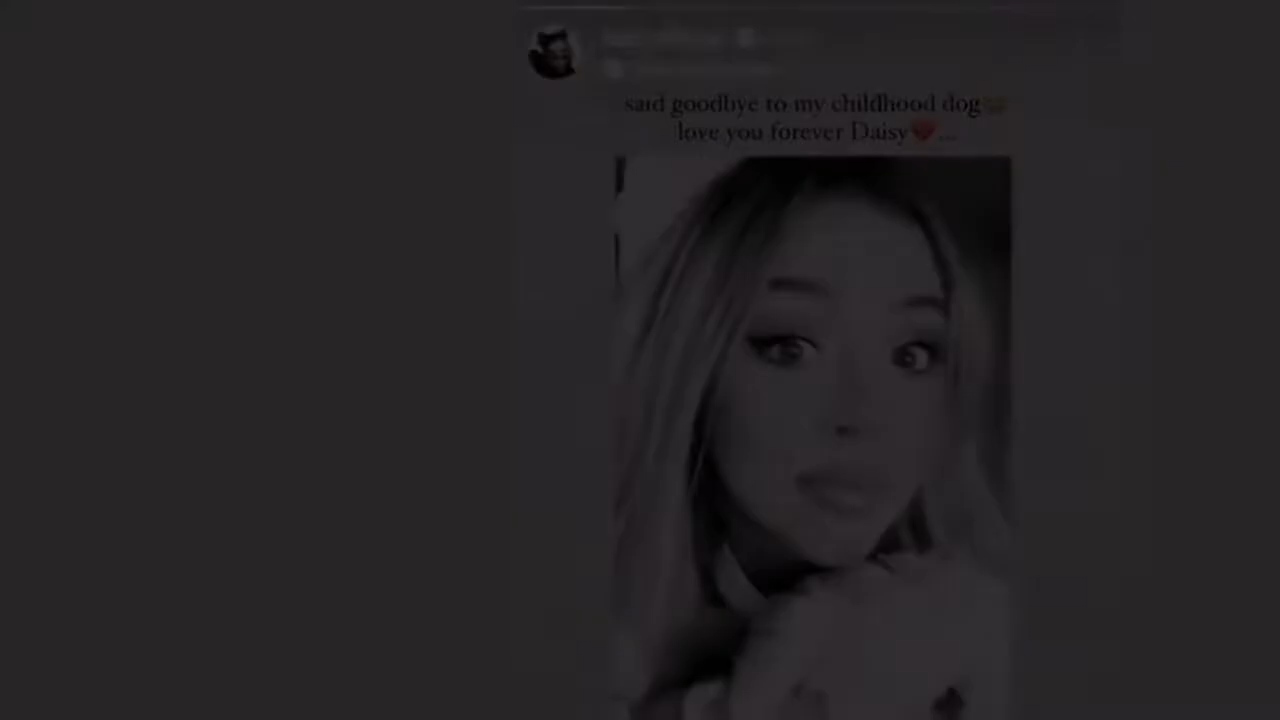 said goodbye to my childhood dog
love you forever Daisy❤️...